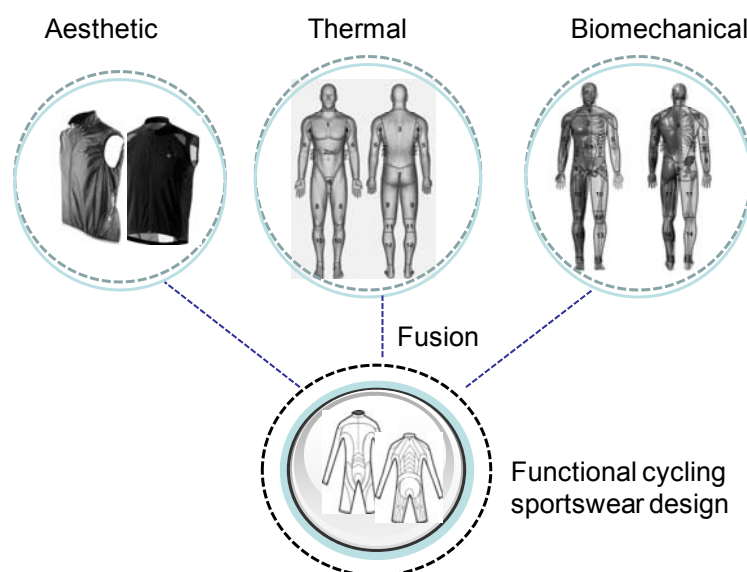 Aesthetic
Thermal
Biomechanical
Fusion
Functional cycling
sportswear design